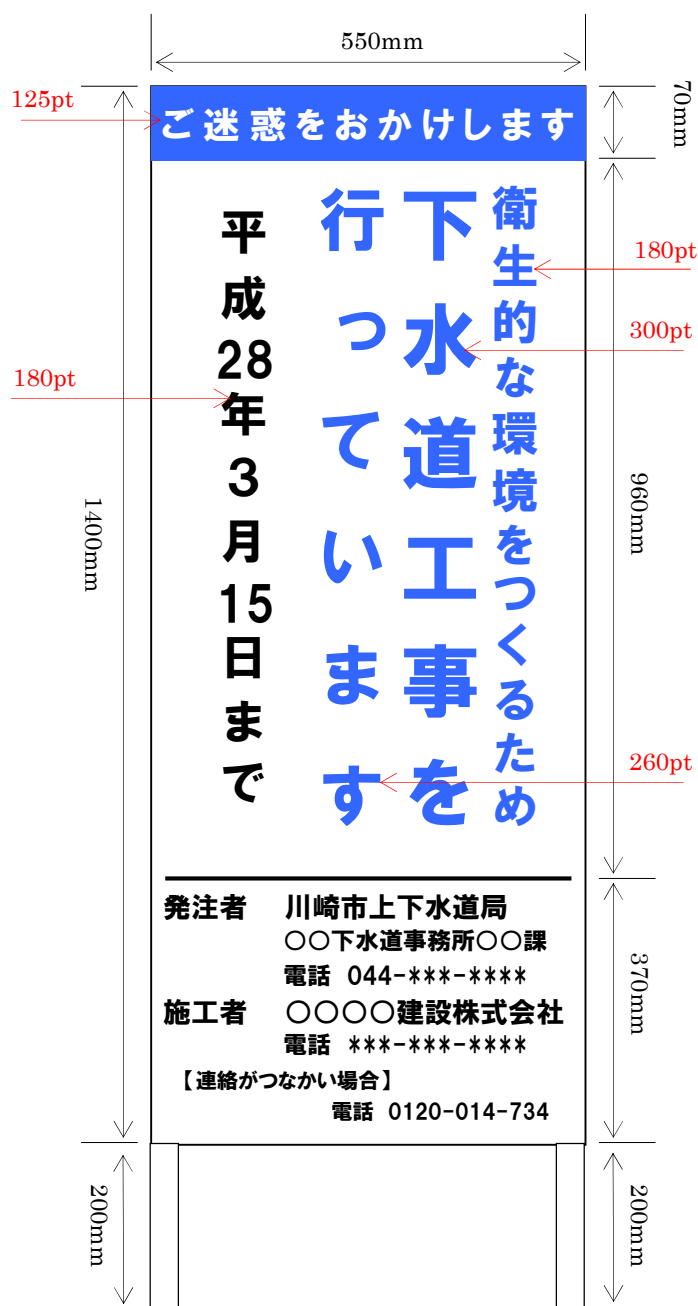 550mm
70mm
125pt
ご迷惑をおかけします
衛生的な環境をつくるため
下水道工事を
行っています
平成28年3月15日まで
180pt
300pt
180pt
260pt
960mm
1400mm
発注者 川崎市上下水道局
○○下水道事務所○○課
電話 044-***-****
施工者 ○○○○建設株式会社
電話 ***-***-****
【連絡がつなかい場合】
電話 0120-014-734
370mm
200mm
200mm